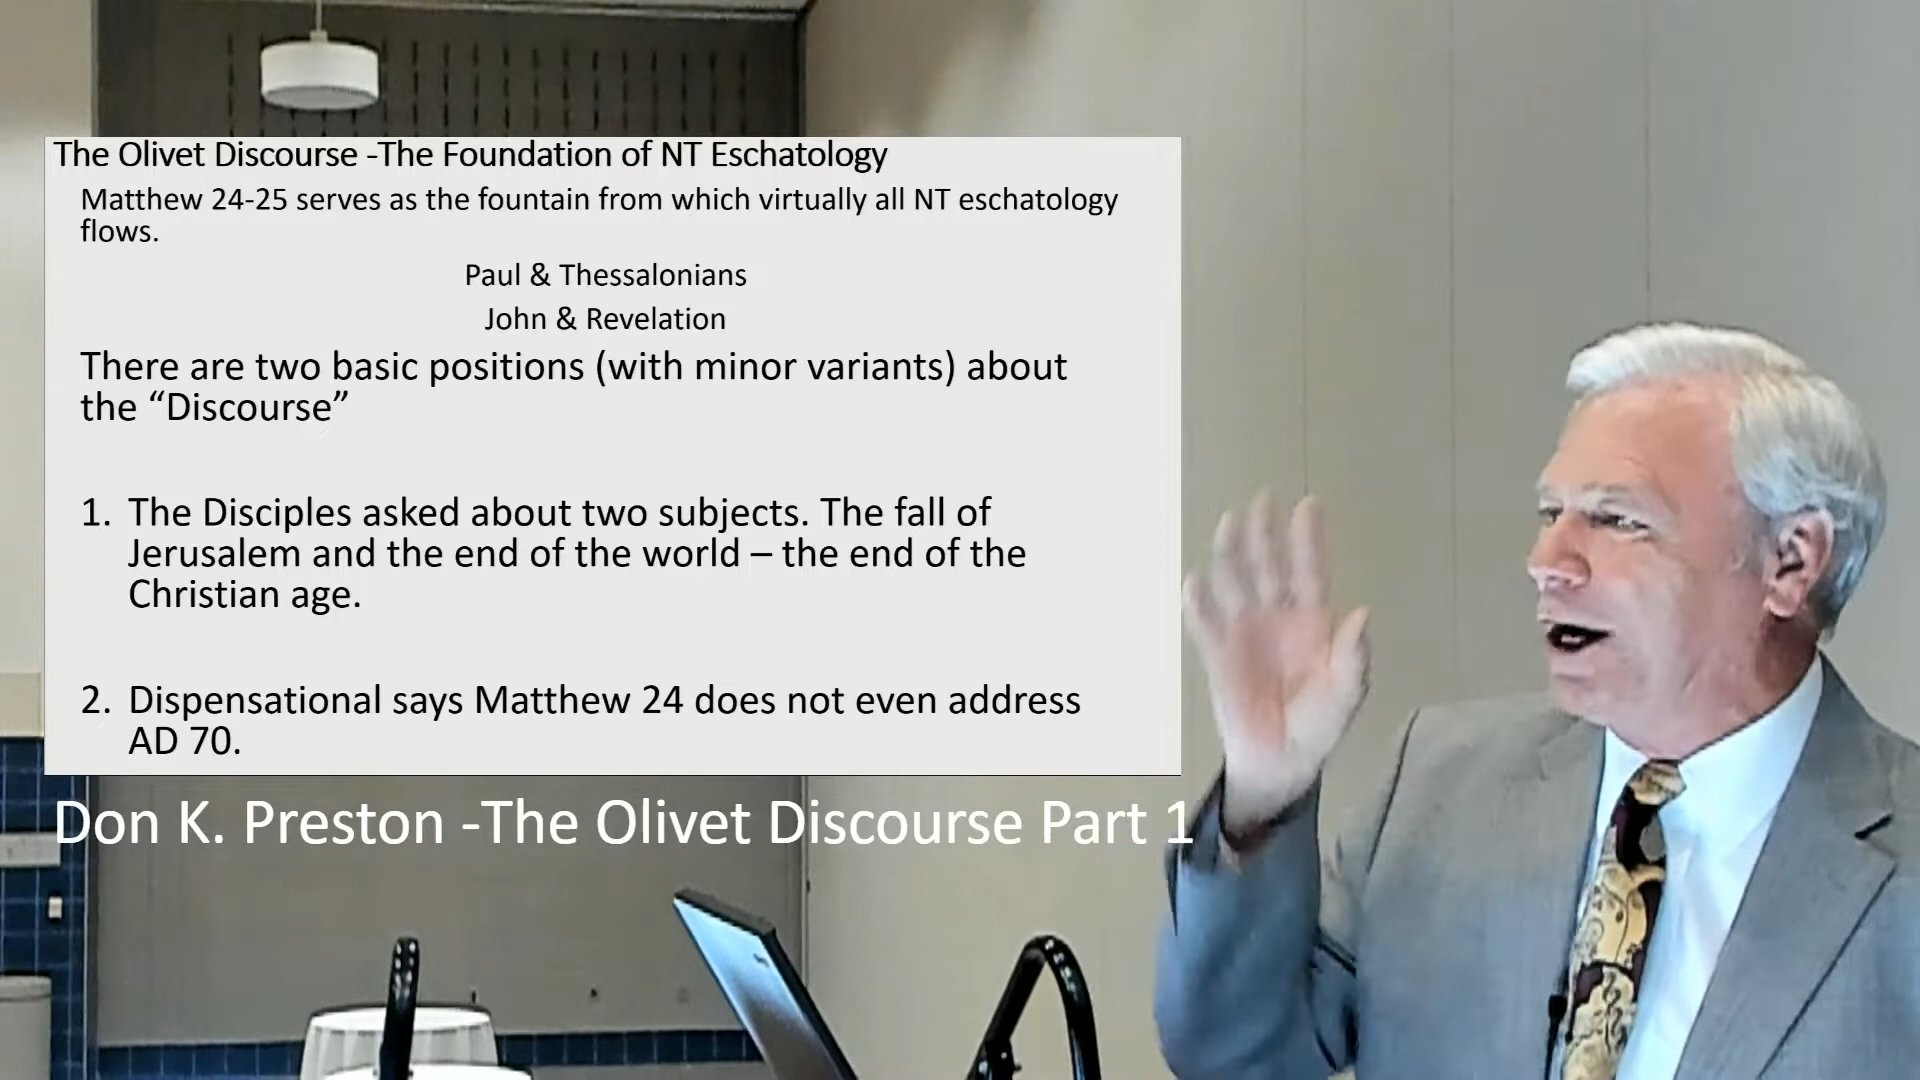 The Olivet Discourse -The Foundation of NT Eschatology
Matthew 24-25 serves as the fountain from which virtually all NT eschatology
flows.
Paul & Thessalonians
John & Revelation
There are two basic positions (with minor variants) about
the “Discourse”
1. The Disciples asked about two subjects. The fall of
Jerusalem and the end of the world – the end of the
Christian age.
2. Dispensational says Matthew 24 does not even address
AD 70.
Don K. Preston -The Olivet Discourse Part 1